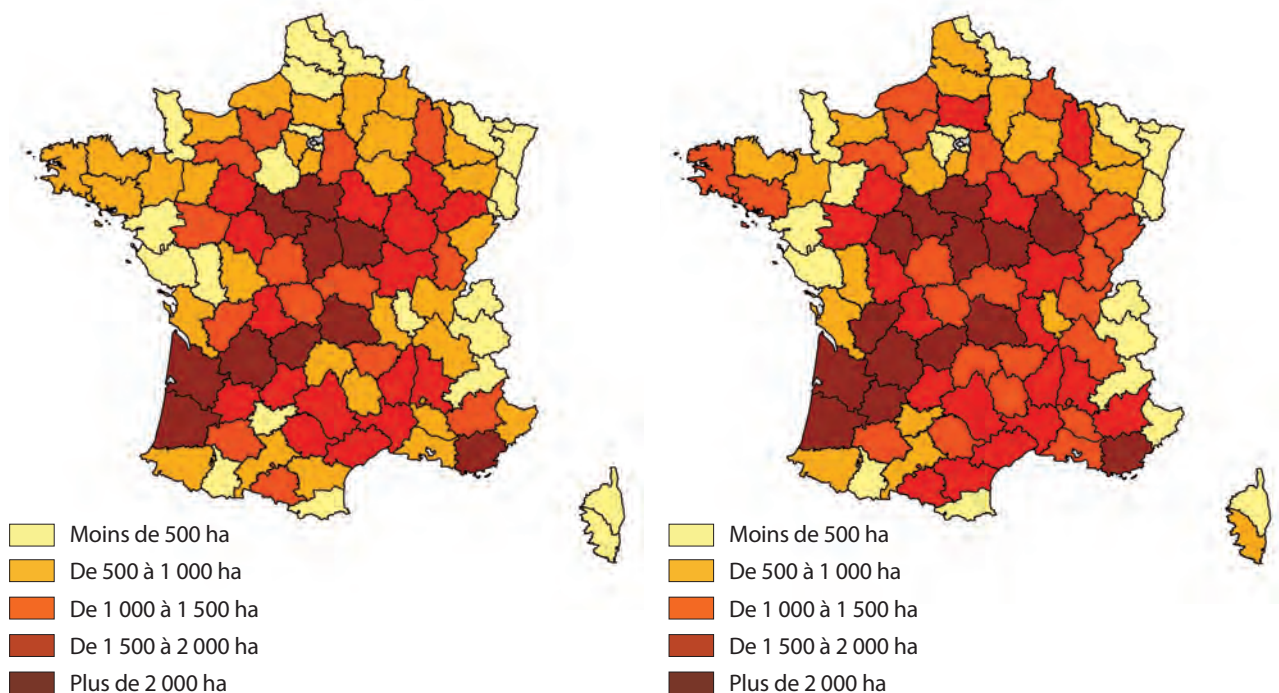 Moins de 500 ha
De 500 à 1 000 ha
De 1 000 à 1 500 ha
De 1 500 à 2 000 ha
Plus de 2 000 ha
Moins de 500 ha
De 500 à 1 000 ha
De 1 000 à 1 500 ha
De 1 500 à 2 000 ha
Plus de 2 000 ha